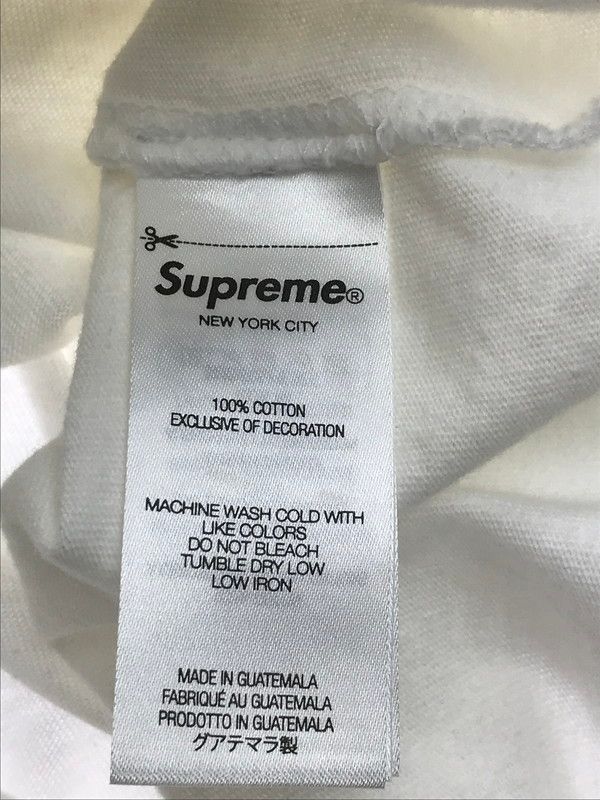 Supreme®
NEW YORK CITY
100% COTTON
EXCLUSIVE OF DECORATION
MACHINE WASH COLD WITH
LIKE COLORS
DO NOT BLEACH
TUMBLE DRY LOW
LOW IRON
MADE IN GUATEMALA
FABRIQUÉ AU GUATEMALA
PRODOTTO IN GUATEMALA
グアテマラ製